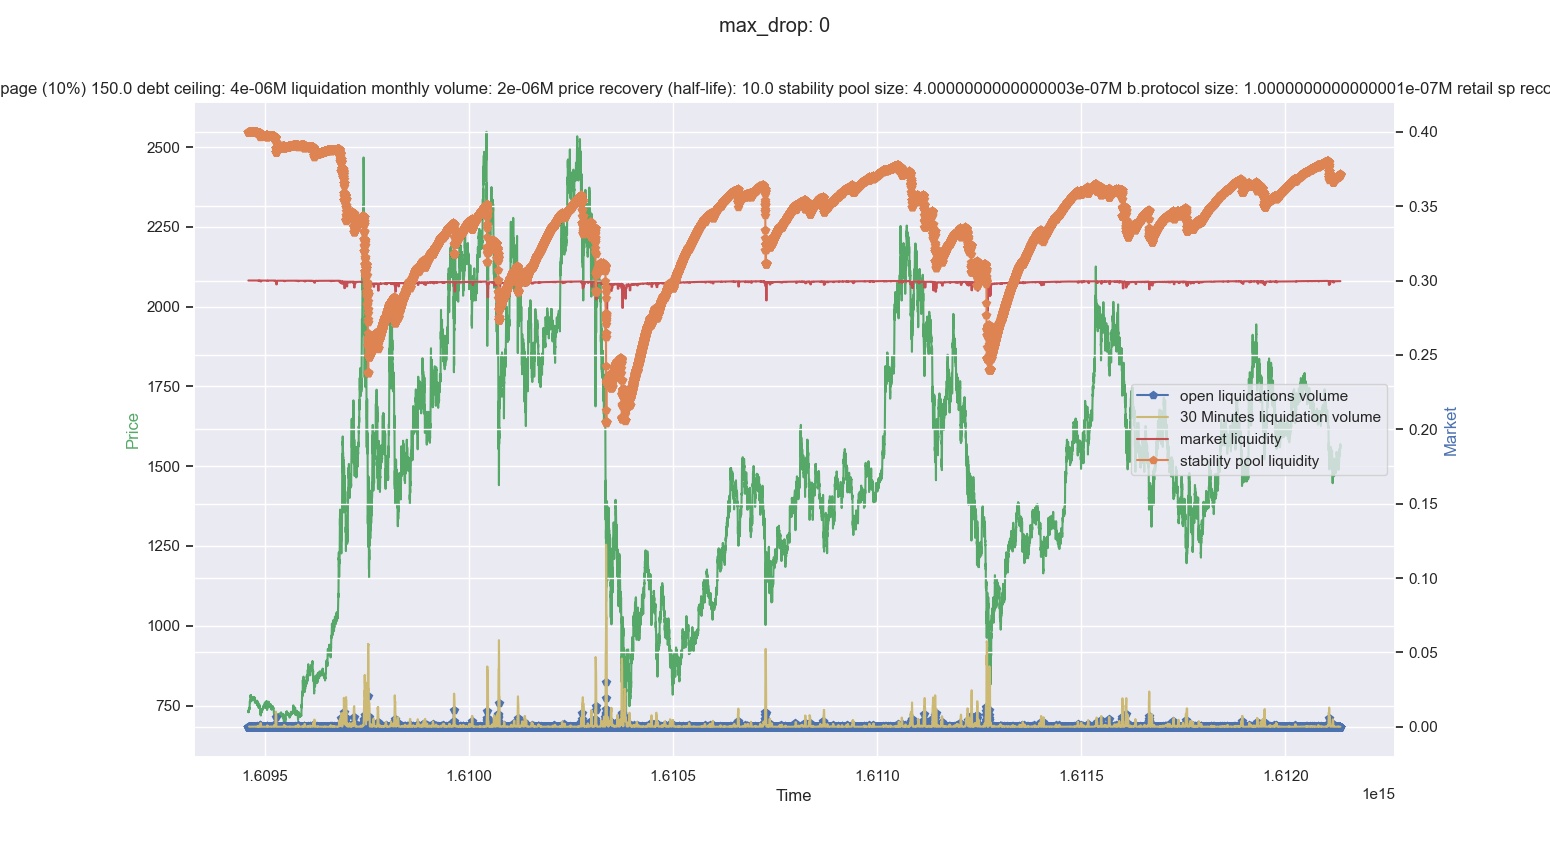 max_drop: 0
page (10%) 150.0 debt ceiling: 4e-06M liquidation monthly volume: 2e-06M price recovery (half-life): 10.0 stability pool size: 4.0000000000000003e-07M b.protocol size: 1.0000000000000001e-07M retail sp reco
2500
2250
2000
1750
1500
1250
1000
750
Price
0.40
0.35
0.30
0.25
0.20
0.15
0.10
0.05
0.00
Market
open liquidations volume
30 Minutes liquidation volume
market liquidity
stability pool liquidity
1.6095
1.6100
1.6105
1.6110
1.6115
1.6120
Time
1e15